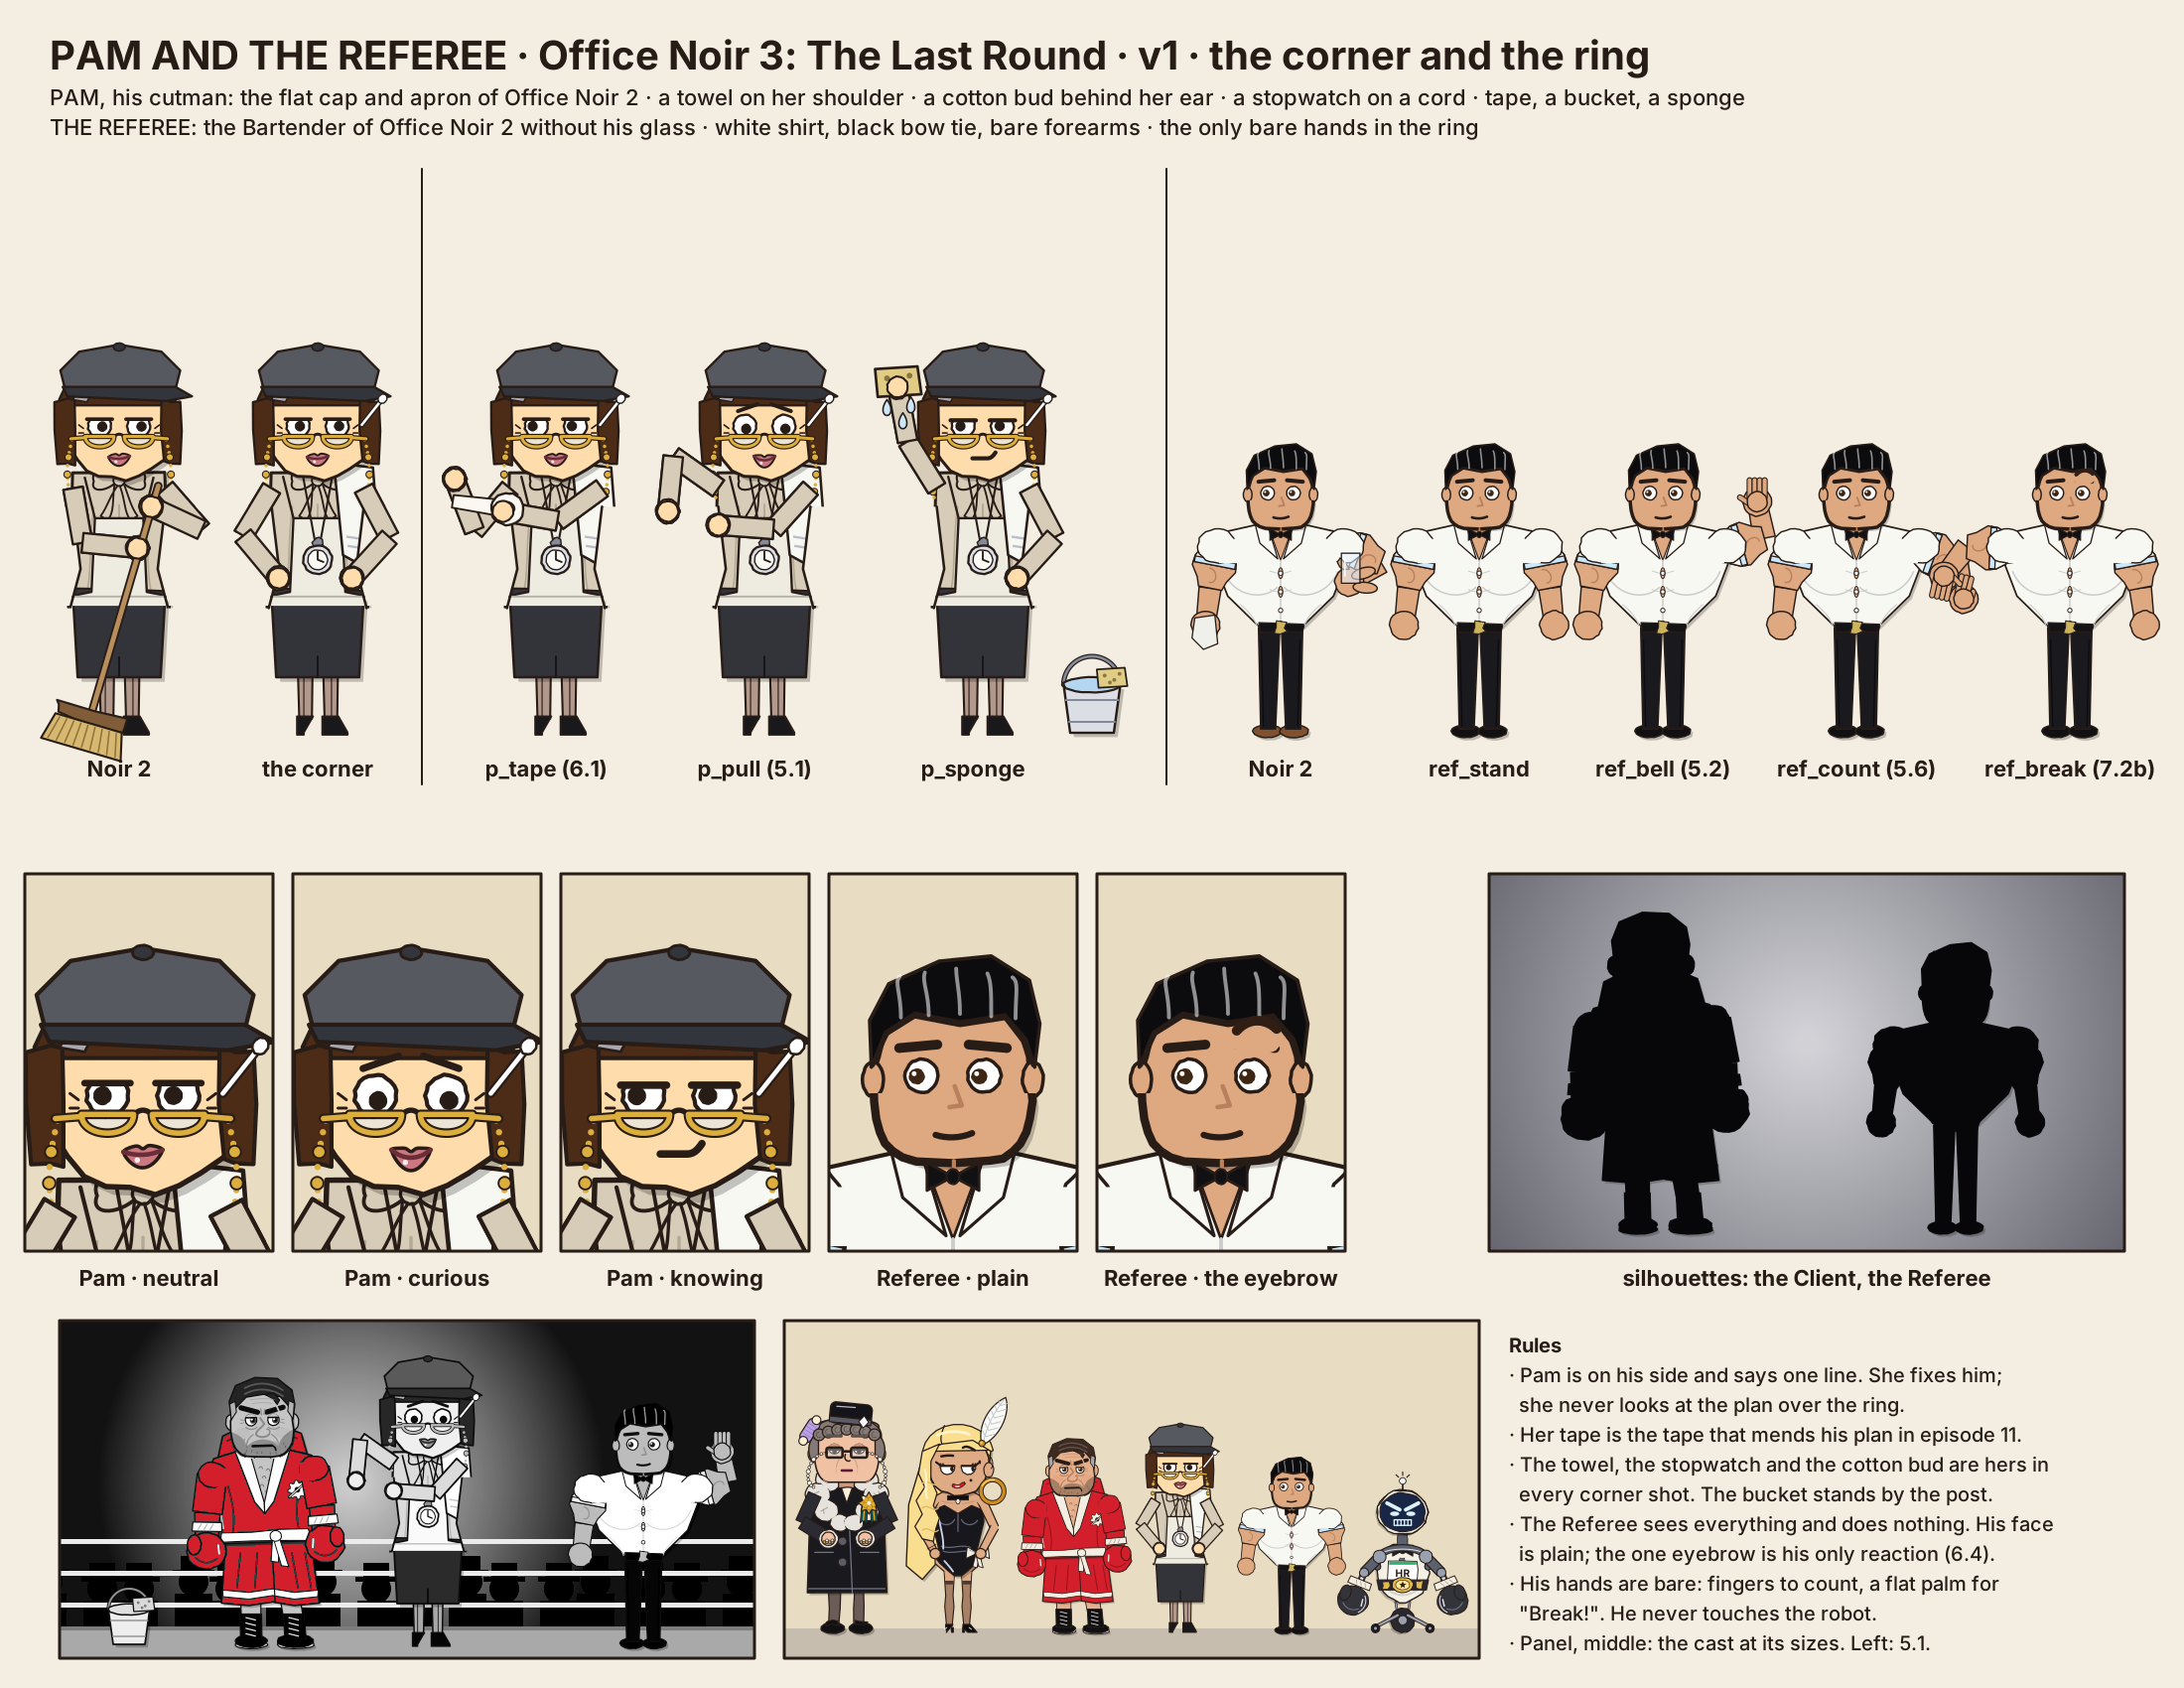 PAM AND THE REFEREE · Office Noir 3: The Last Round · v1 · the corner and the ring
PAM, his cutman: the flat cap and apron of Office Noir 2 · a towel on her shoulder · a cotton bud behind her ear · a stopwatch on a cord · tape, a bucket, a sponge
THE REFEREE: the Bartender of Office Noir 2 without his glass · white shirt, black bow tie, bare forearms · the only bare hands in the ring
Noir 2
the corner
p_tape (6.1)
p_pull (5.1)
p_sponge
Noir 2
ref_stand
ref_bell (5.2)
ref_count (5.6)
ref_break (7.2b)
Pam · neutral
Pam · curious
Pam · knowing
Referee · plain
Referee · the eyebrow
silhouettes: the Client, the Referee
HR
Rules
· Pam is on his side and says one line. She fixes him;
she never looks at the plan over the ring.
· Her tape is the tape that mends his plan in episode 11.
· The towel, the stopwatch and the cotton bud are hers in
every corner shot. The bucket stands by the post.
· The Referee sees everything and does nothing. His face
is plain; the one eyebrow is his only reaction (6.4).
· His hands are bare: fingers to count, a flat palm for
"Break!". He never touches the robot.
· Panel, middle: the cast at its sizes. Left: 5.1.